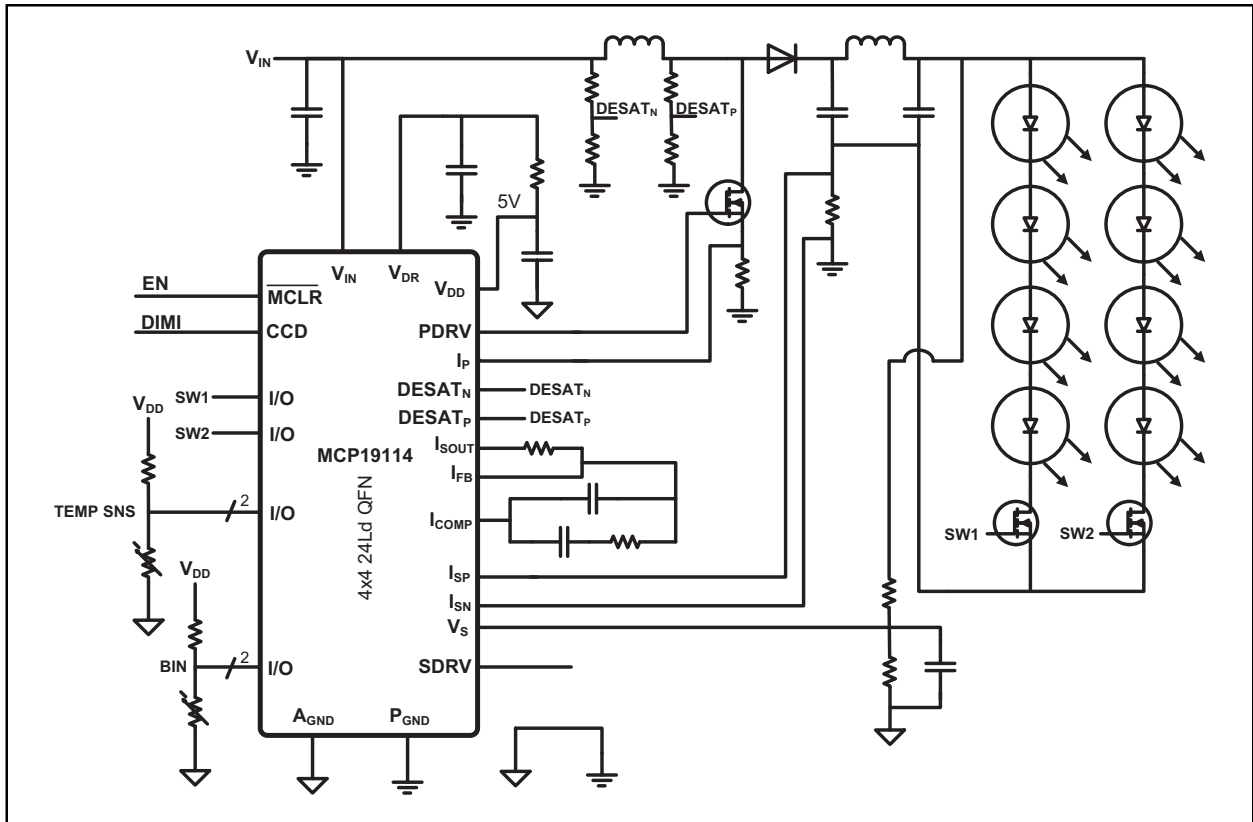 VIN
DESATN
DESATP
5V
VIN
VDR
VDD
EN
MCLR
DIMI
CCD
PDRV
IP
SW1
I/O
DESATN
DESATN
VDD
SW2
I/O
DESATP
DESATP
MCP19114
4x4 24Ld QFN
ISOUT
IFB
TEMP SNS
2
I/O
ICOMP
SW1
SW2
VDD
ISP
ISN
VS
BIN
2
I/O
SDRV
AGND
PGND